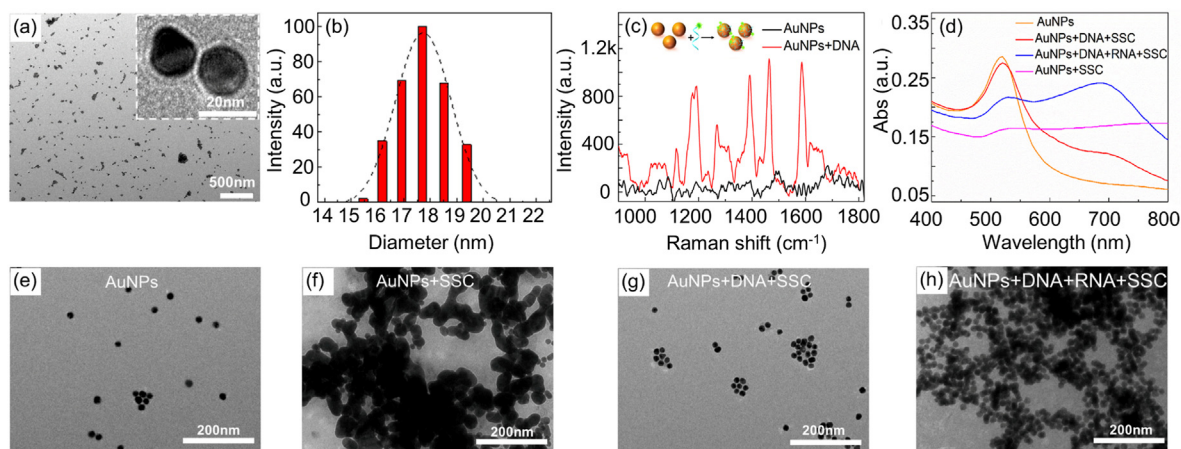 (a)
20nm
500nm
(b)
Intensity (a.u.)
100
80
60
40
20
0
14 15 16 17 18 19 20 21 22
Diameter (nm)
(c)
AuNPs
AuNPs+DNA
Intensity (a.u.)
1.2k
800
400
0
900 1100 1400 1600 1800
Raman shift (cm-1)
(d)
AuNPs
AuNPs+DNA+SSC
AuNPs+DNA+RNA+SSC
AuNPs+SSC
Abs (a.u.)
0.35
0.25
0.15
0.05
400 500 600 700 800
Wavelength (nm)
(e) AuNPs
200nm
(f) AuNPs+SSC
200nm
(g) AuNPs+DNA+SSC
200nm
(h) AuNPs+DNA+RNA+SSC
200nm